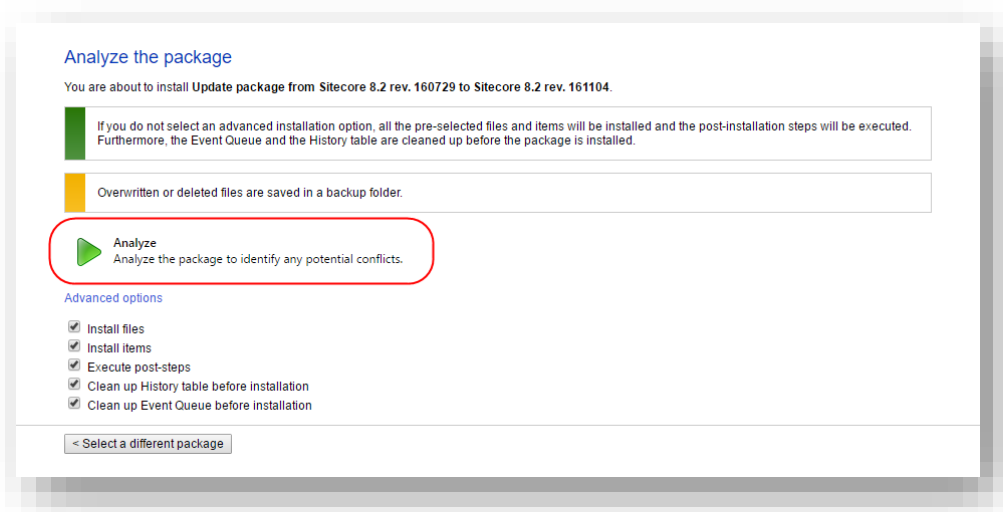 Analyze the package
You are about to install Update package from Sitecore 8.2 rev. 160729 to Sitecore 8.2 rev. 161104.
If you do not select an advanced installation option, all the pre-selected files and items will be installed and the post-installation steps will be executed.
Furthermore, the Event Queue and the History table are cleaned up before the package is installed.
Overwritten or deleted files are saved in a backup folder.
Analyze
Analyze the package to identify any potential conflicts.
Advanced options
Install files
Install items
Execute post-steps
Clean up History table before installation
Clean up Event Queue before installation
< Select a different package